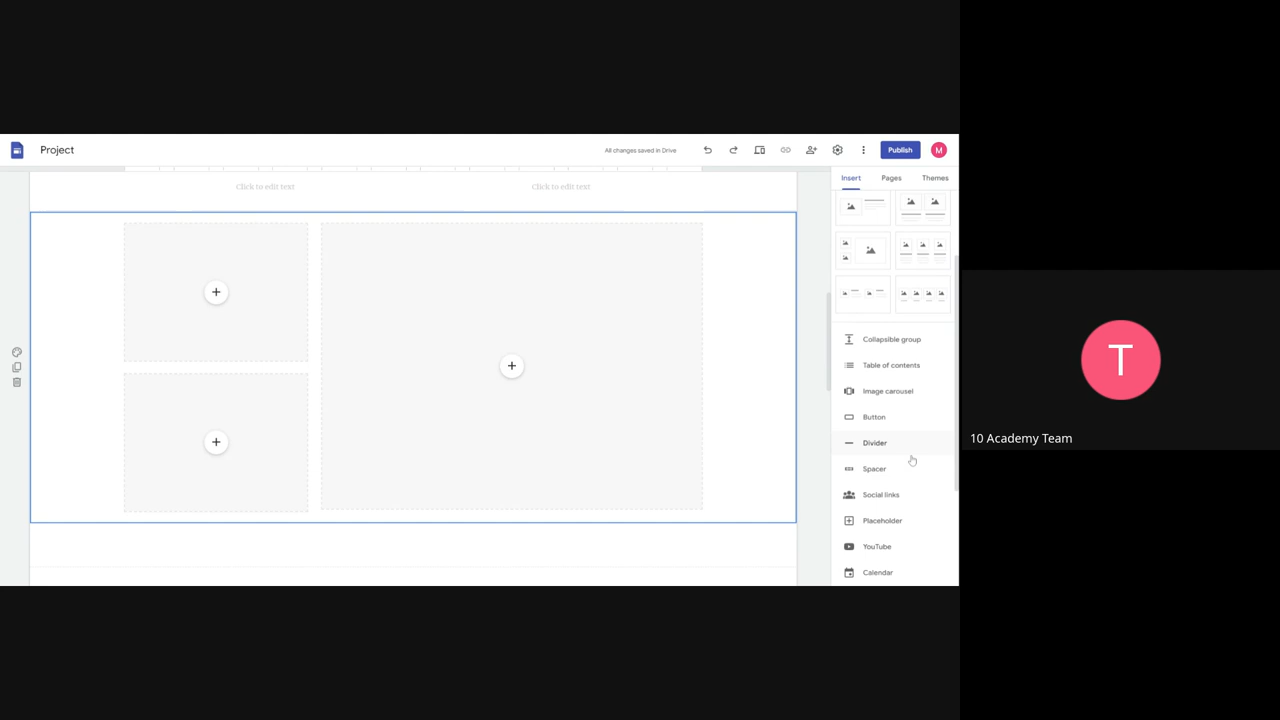 Project
All changes saved in Drive
Publish
M
Insert
Pages
Themes
Click to edit text
Click to edit text
Collapsible group
Table of contents
Image carousel
Button
Divider
Spacer
Social links
Placeholder
YouTube
Calendar
T
10 Academy Team